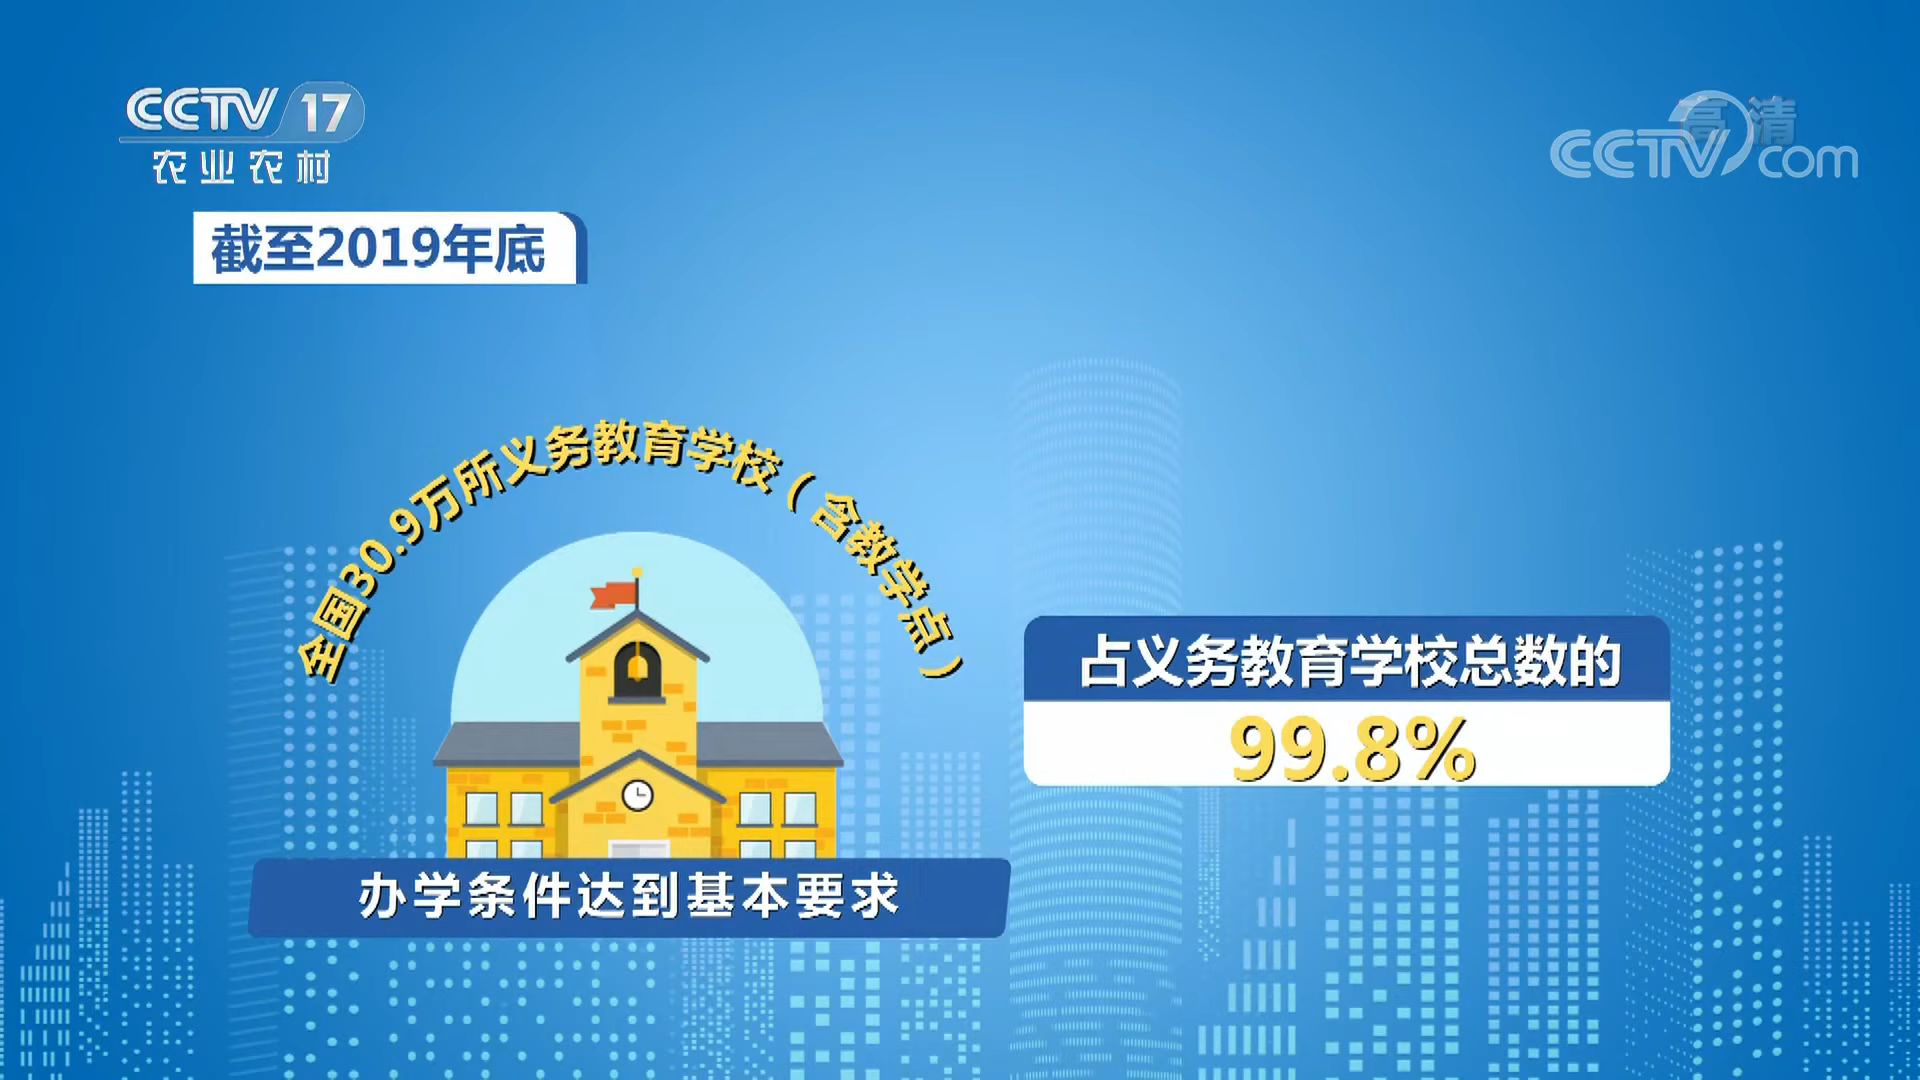 CCTV 17
农业农村
高清
CCTV.com
截至2019年底
全国30.9万所义务教育学校(含教学点)
办学条件达到基本要求
占义务教育学校总数的
99.8%